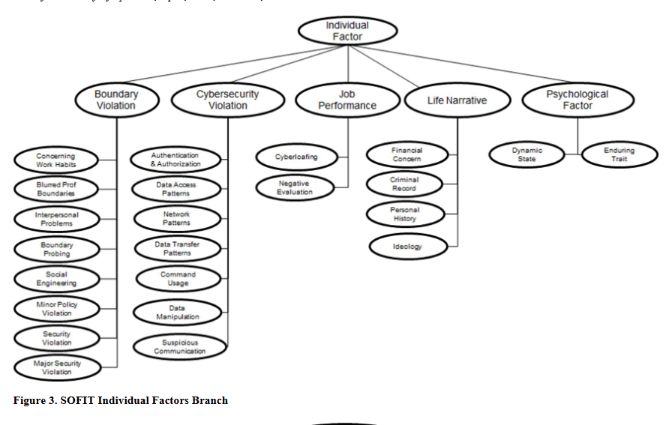 Individual
Factor
Boundary
Violation
Cybersecurity
Violation
Job
Performance
Life Narrative
Psychological
Factor
Concerning
Work Habits
Blurred Prof
Boundaries
Interpersonal
Problems
Boundary
Probing
Social
Engineering
Minor Policy
Violation
Security
Violation
Major Security
Violation
Authentication
& Authorization
Data Access
Patterns
Network
Patterns
Data Transfer
Patterns
Command
Usage
Data
Manipulation
Suspicious
Communication
Cyberloafing
Negative
Evaluation
Financial
Concern
Criminal
Record
Personal
History
Ideology
Dynamic
State
Enduring
Trait
Figure 3. SOFIT Individual Factors Branch